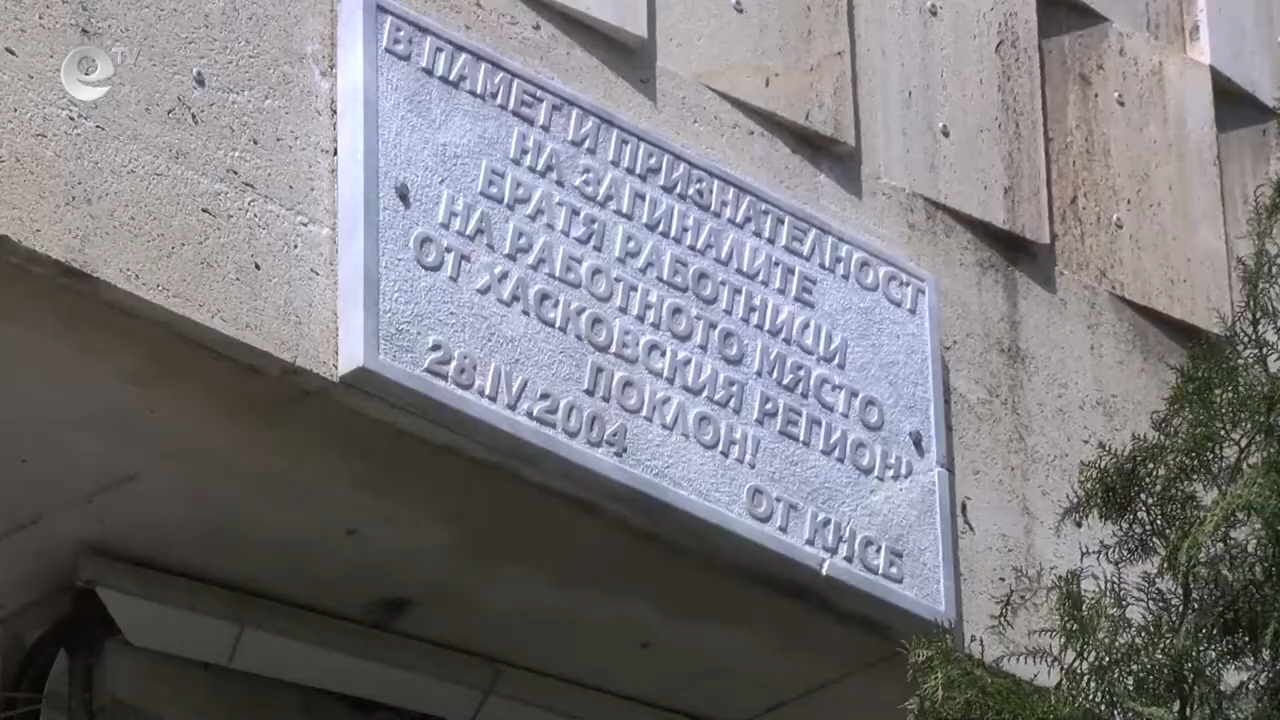 eTV
В ПАМЕТ И ПРИЗНАТЕЛНОСТ
НА ЗАГИНАЛИТЕ
БРАТЯ РАБОТНИЦИ
НА РАБОТНОТО МЯСТО
ОТ ХАСКОВСКИЯ РЕГИОН,
ПОКЛОН!
28.IV.2004
ОТ КНСБ